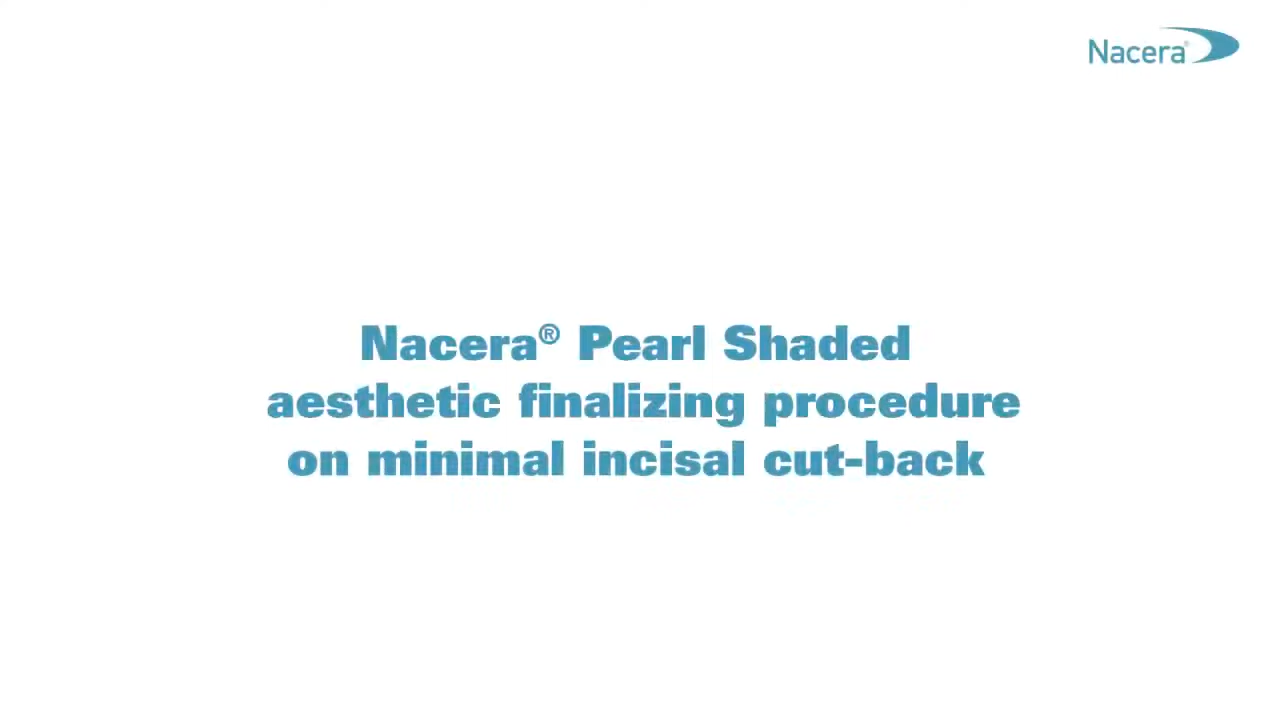 Nacera®
Nacera® Pearl Shaded
aesthetic finalizing procedure
on minimal incisal cut-back